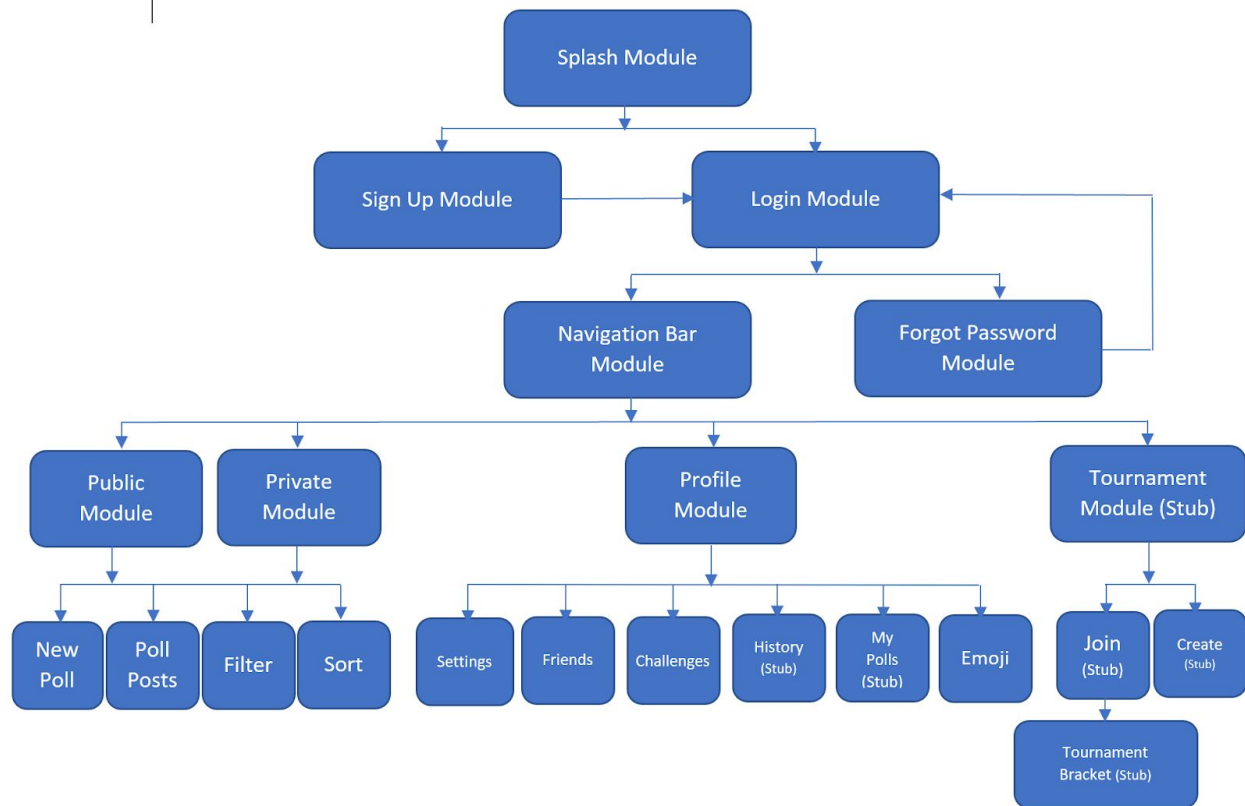 Splash Module
Sign Up Module
Login Module
Navigation Bar
Module
Forgot Password
Module
Public
Module
Private
Module
Profile
Module
Tournament
Module (Stub)
New
Poll
Poll
Posts
Filter
Sort
Settings
Friends
Challenges
History
(Stub)
My
Polls
(Stub)
Emoji
Join
(Stub)
Create
(Stub)
Tournament
Bracket (Stub)